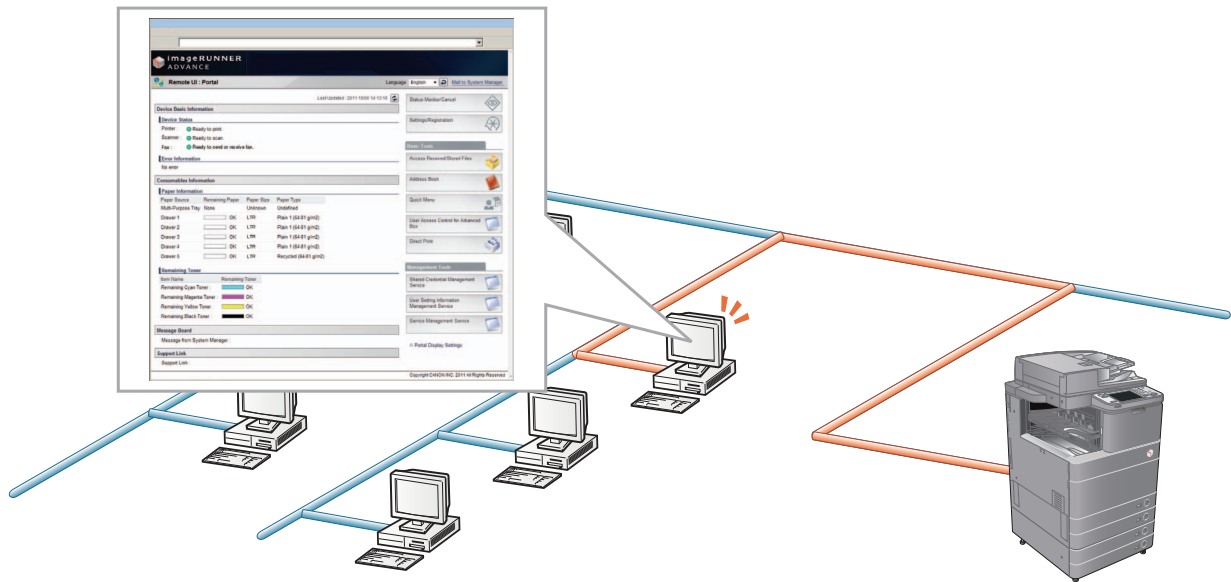 imageRUNNER
ADVANCE
Remote UI : Portal
Language English Mail to System Manager
Last Updated : 2011 10/08 14:13:18
Device Basic Information
Device Status
Printer : Ready to print.
Scanner : Ready to scan.
Fax : Ready to send or receive fax.
Error Information
No error
Consumables Information
Paper Information
Paper Source Remaining Paper Paper Size Paper Type
Multi-Purpose Tray None Unknown Undefined
Drawer 1 OK LTR Plain 1 (64-81 g/m2)
Drawer 2 OK LTR Plain 1 (64-81 g/m2)
Drawer 3 OK LTR Plain 1 (64-81 g/m2)
Drawer 4 OK LTR Plain 1 (64-81 g/m2)
Drawer 5 OK LTR Recycled (64-81 g/m2)
Remaining Toner
Item Name Remaining Toner
Remaining Cyan Toner : OK
Remaining Magenta Toner : OK
Remaining Yellow Toner : OK
Remaining Black Toner : OK
Message Board
Message from System Manager :
Support Link
Support Link :
Status Monitor/Cancel
Settings/Registration
Basic Tools
Access Received/Stored Files
Address Book
Quick Menu
User Access Control for Advanced
Box
Direct Print
Management Tools
Shared Credential Management
Service
User Setting Information
Management Service
Service Management Service
Portal Display Settings
Copyright CANON INC. 2011 All Rights Reserved